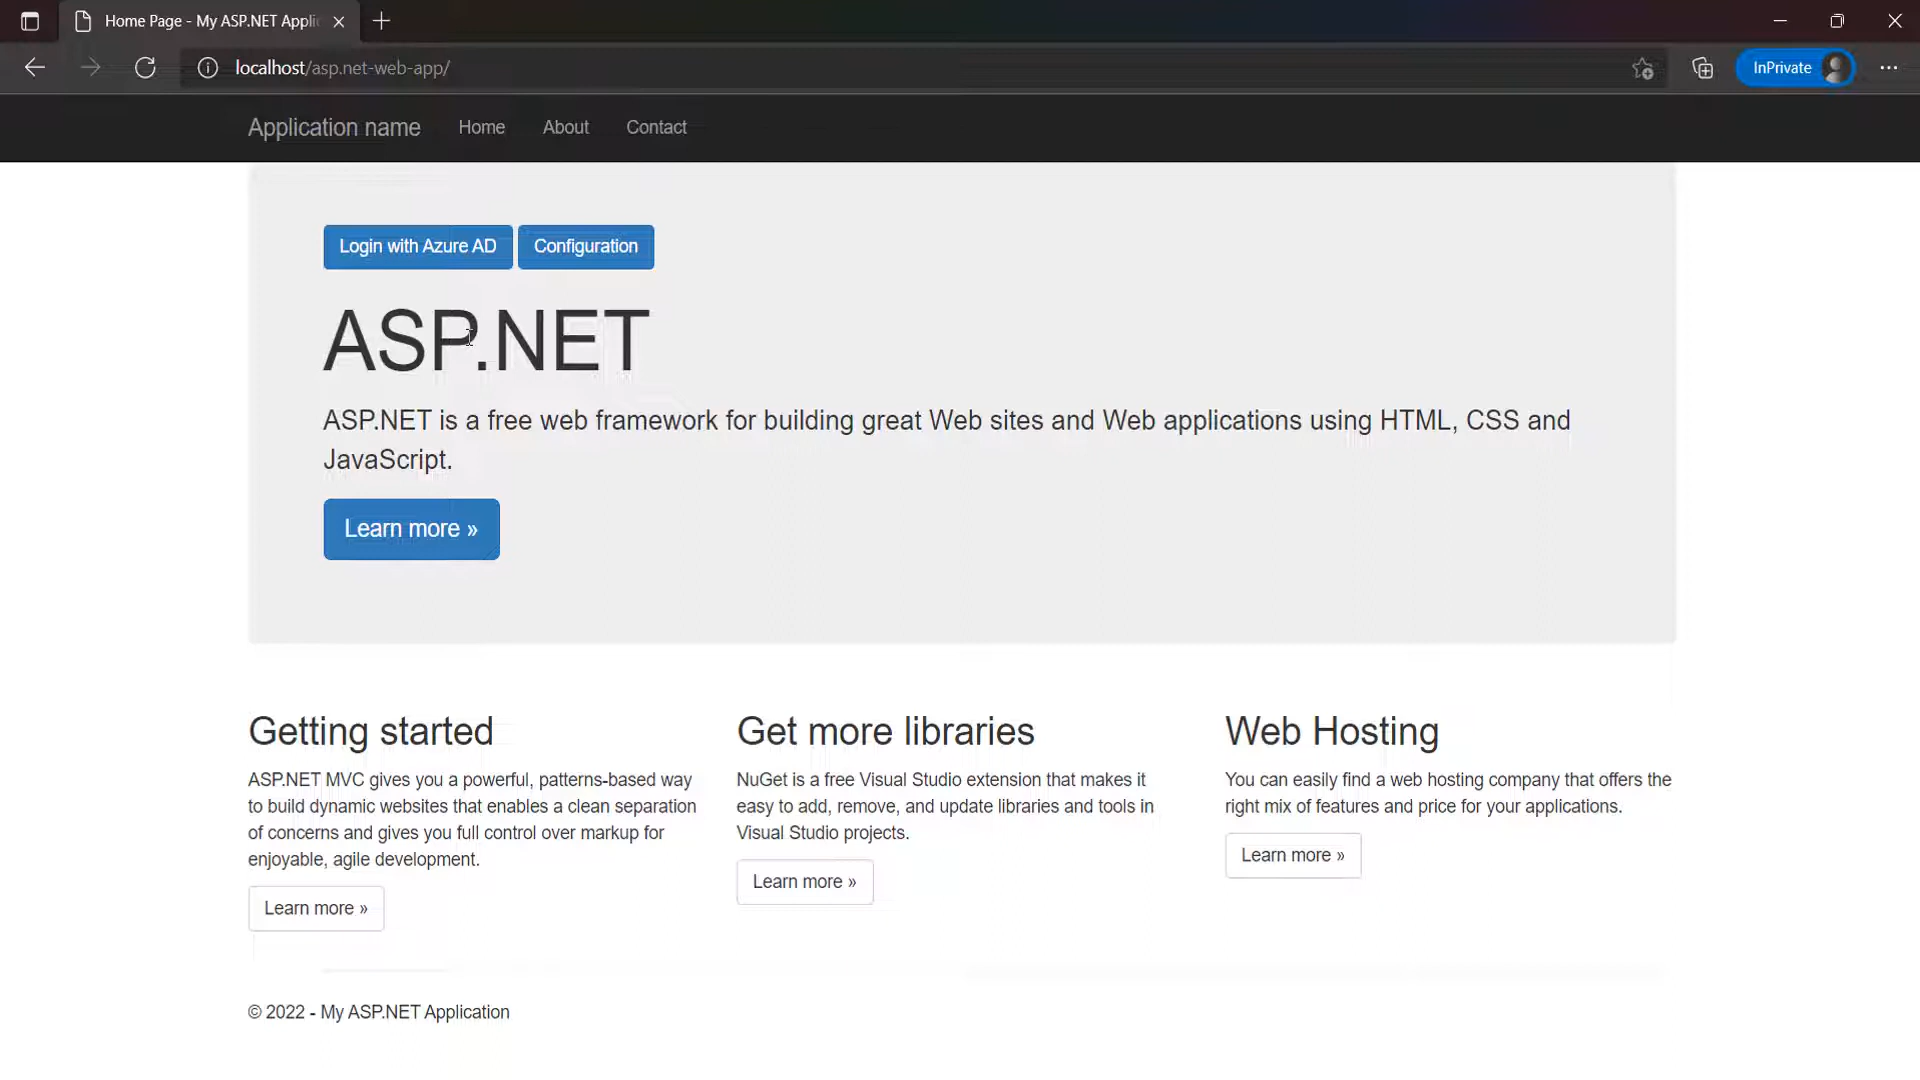 Home Page - My ASP.NET Appli
localhost/asp.net-web-app/
InPrivate
Application name Home About Contact
Login with Azure AD Configuration
ASP.NET
ASP.NET is a free web framework for building great Web sites and Web applications using HTML, CSS and
JavaScript.
Learn more »
Getting started
ASP.NET MVC gives you a powerful, patterns-based way
to build dynamic websites that enables a clean separation
of concerns and gives you full control over markup for
enjoyable, agile development.
Learn more »
Get more libraries
NuGet is a free Visual Studio extension that makes it
easy to add, remove, and update libraries and tools in
Visual Studio projects.
Learn more »
Web Hosting
You can easily find a web hosting company that offers the
right mix of features and price for your applications.
Learn more »
© 2022 - My ASP.NET Application